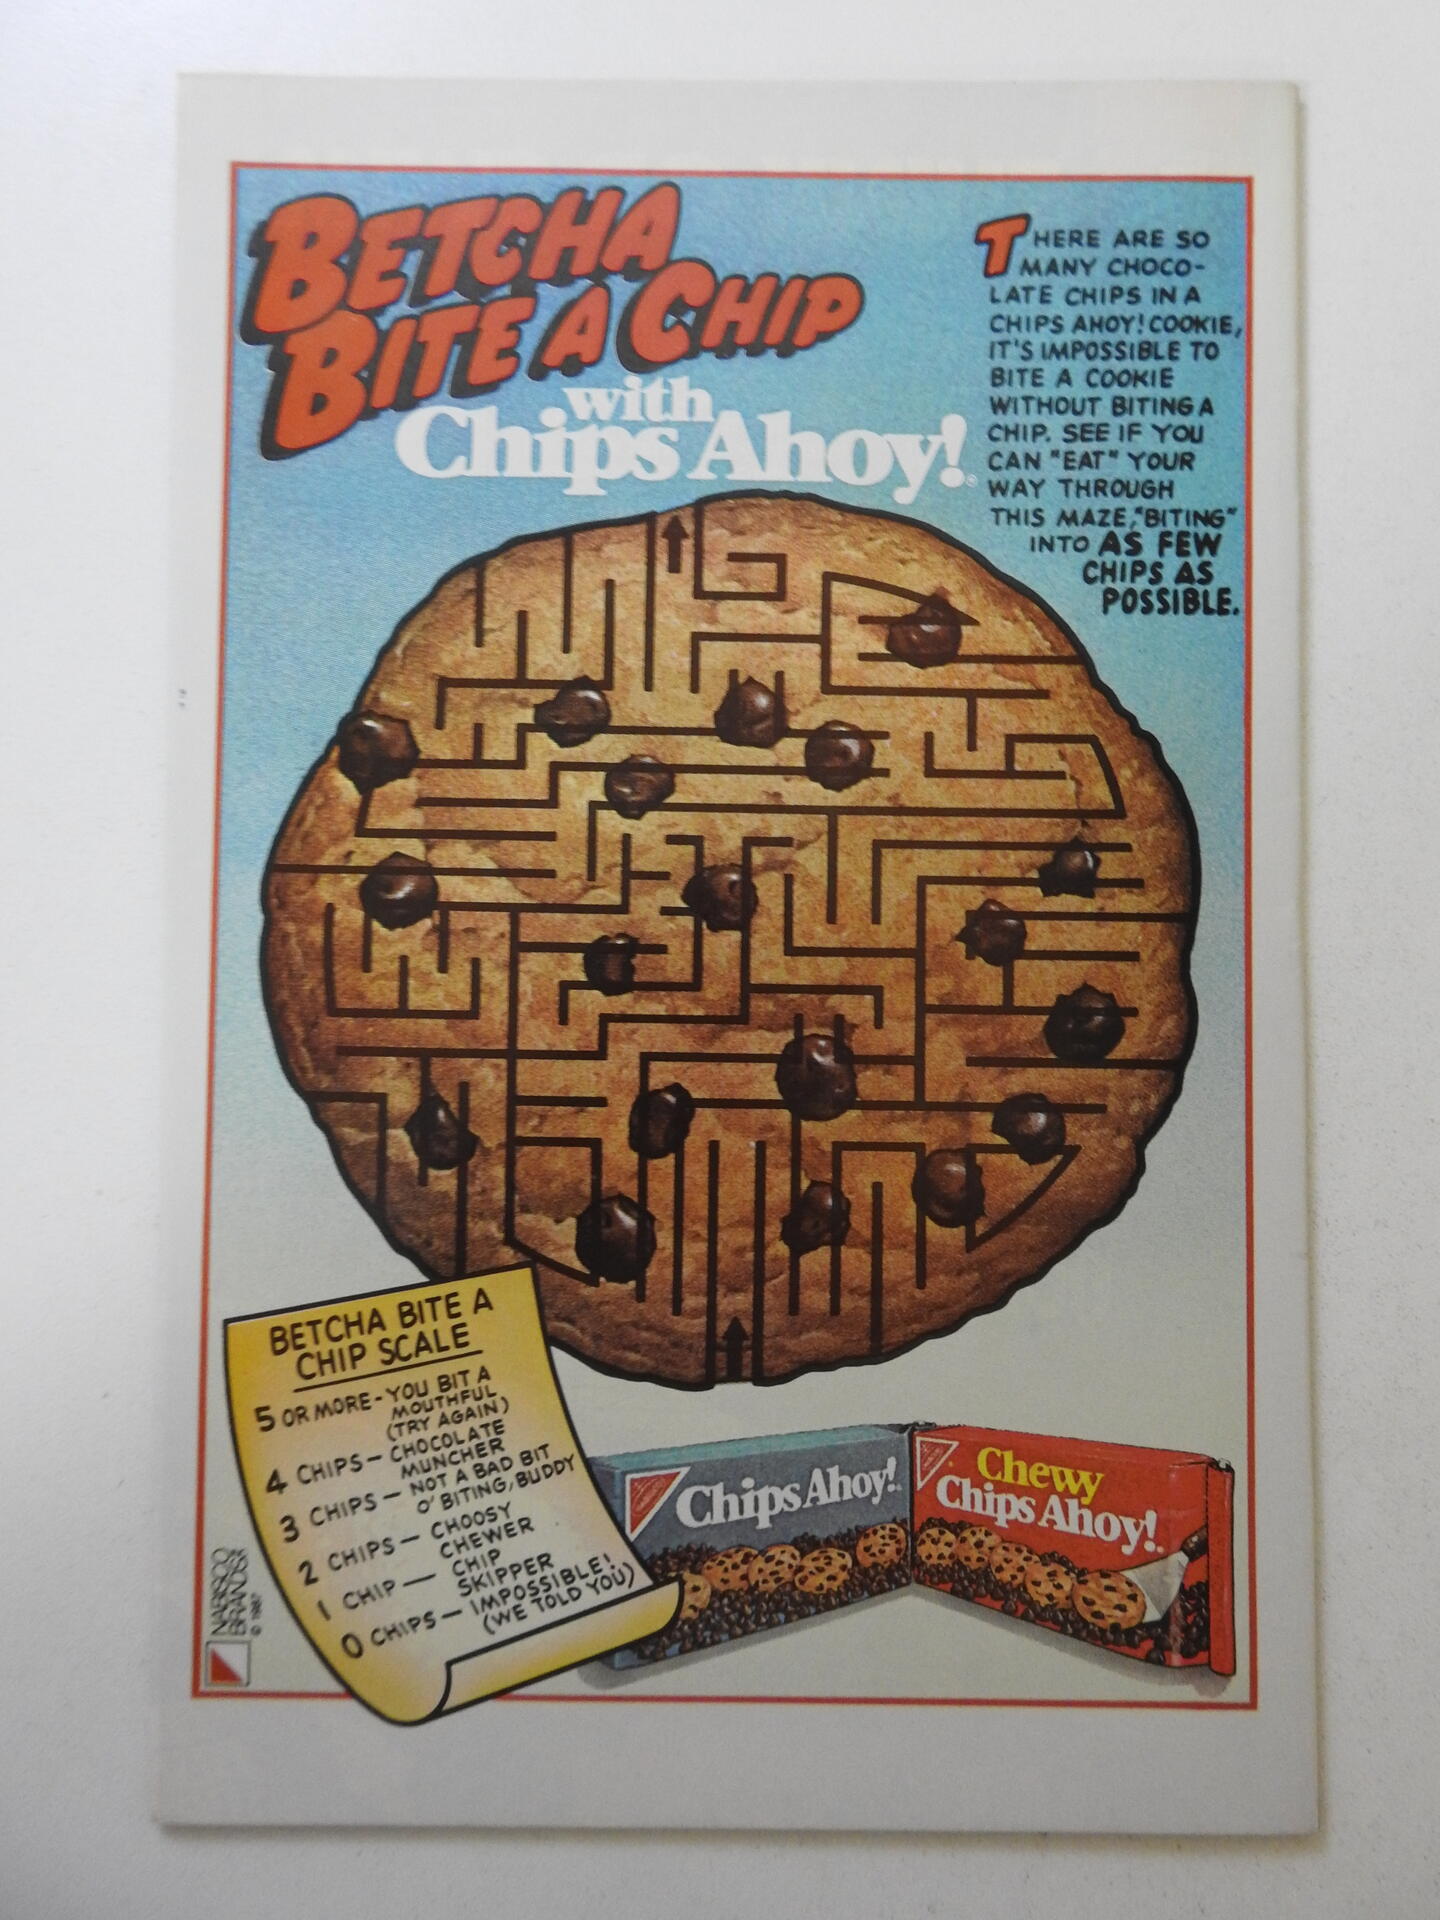 BETCHA
BITE A CHIP
with
Chips Ahoy!®
THERE ARE SO
MANY CHOCO-
LATE CHIPS IN A
CHIPS AHOY! COOKIE,
IT'S IMPOSSIBLE TO
BITE A COOKIE
WITHOUT BITING A
CHIP. SEE IF YOU
CAN "EAT" YOUR
WAY THROUGH
THIS MAZE, "BITING"
INTO AS FEW
CHIPS AS
POSSIBLE.
BETCHA BITE A
CHIP SCALE
5 OR MORE - YOU BIT A
MOUTHFUL
(TRY AGAIN)
4 CHIPS - CHOCOLATE
MUNCHER
3 CHIPS - NOT A BAD BIT
O' BITING, BUDDY
2 CHIPS - CHOOSY
CHEWER
1 CHIP - CHIP
SKIPPER
0 CHIPS - IMPOSSIBLE!
(WE TOLD YOU)
Chips Ahoy!
Chewy
Chips Ahoy!
NABISCO
BRANDS
© 1987